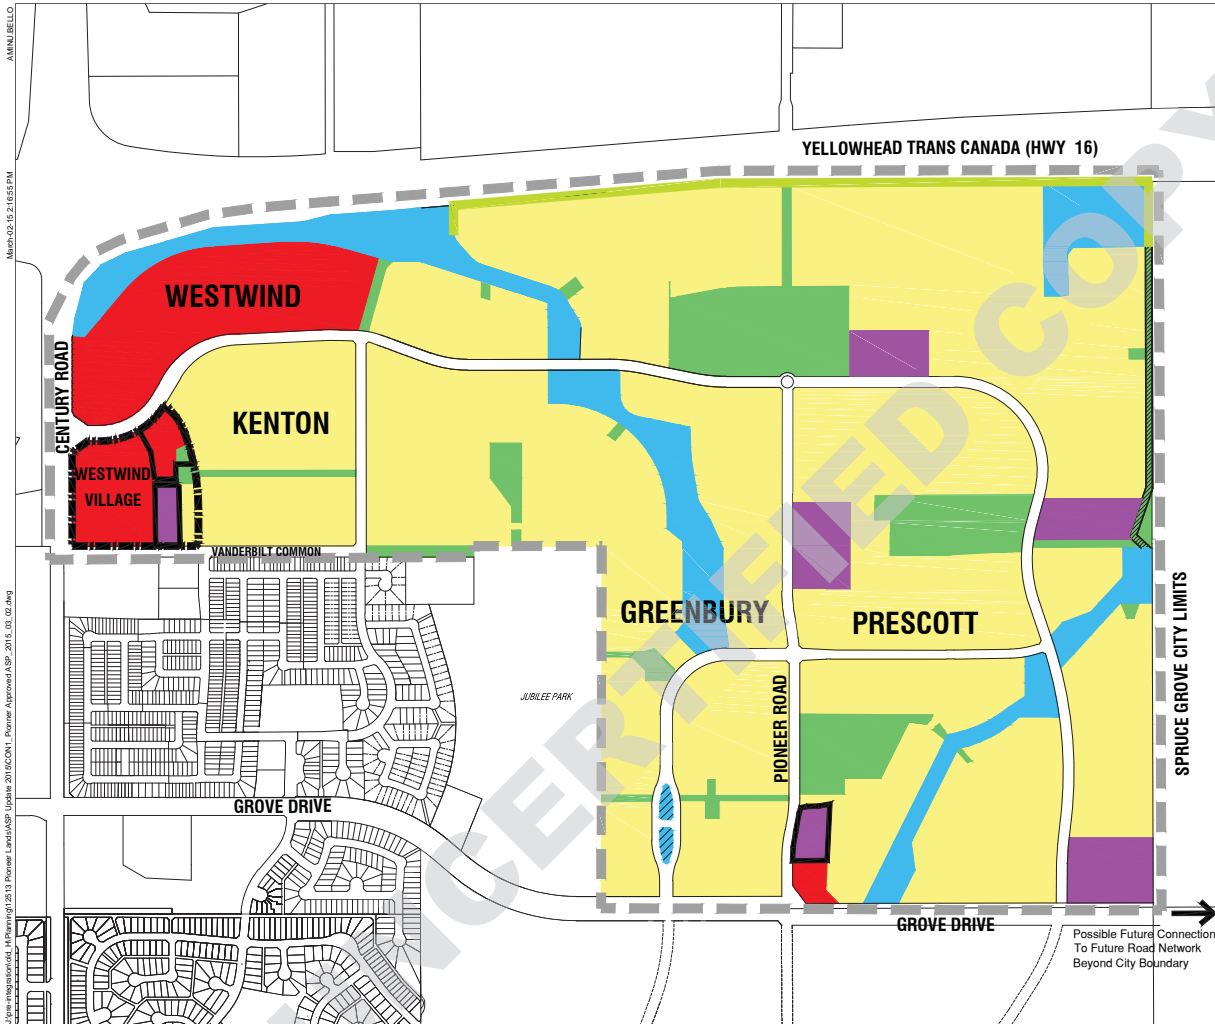 AMINU.BELLO
March-02-15 2:16:55 PM
YELLOWHEAD TRANS CANADA (HWY 16)
WESTWIND
CENTURY ROAD
KENTON
WESTWIND
VILLAGE
VANDERBILT COMMON
GREENBURY
PRESCOTT
JUBILEE PARK
PIONEER ROAD
SPRUCE GROVE CITY LIMITS
GROVE DRIVE
GROVE DRIVE
Possible Future Connection
To Future Road Network
Beyond City Boundary
UNCERTIFIED COPY